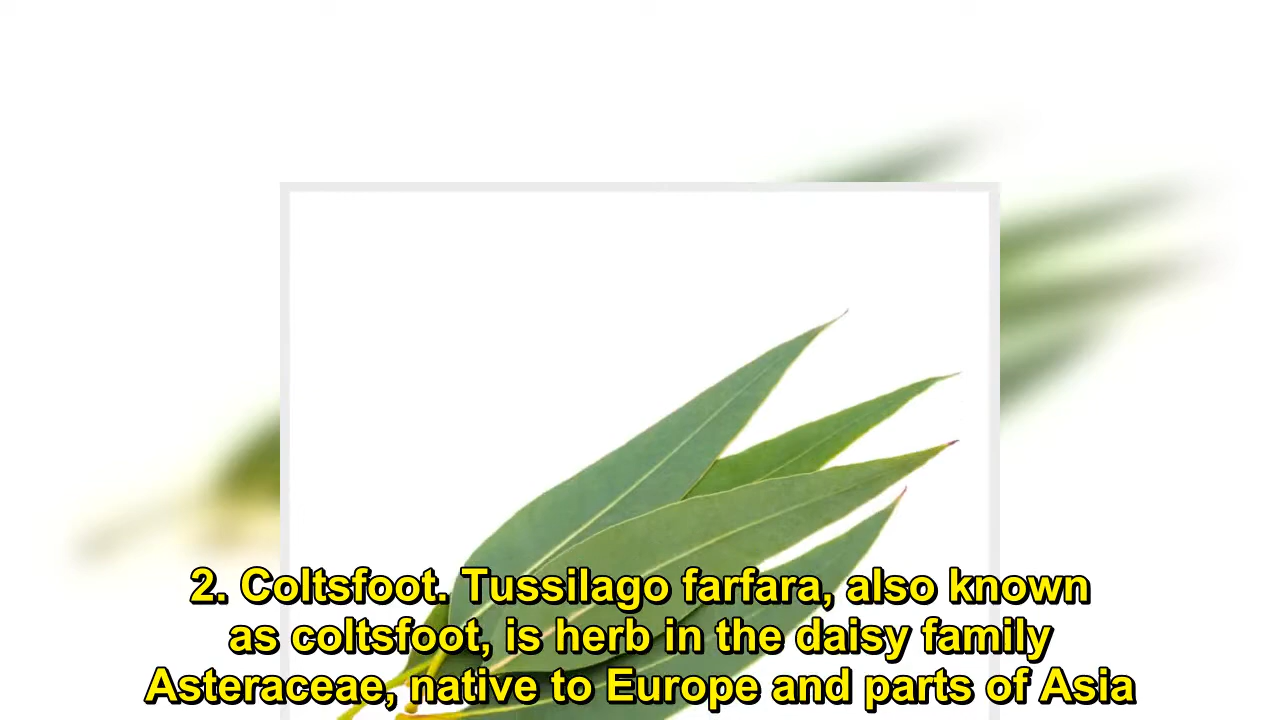 2. Coltsfoot. Tussilago farfara, also known
as coltsfoot, is herb in the daisy family
Asteraceae, native to Europe and parts of Asia